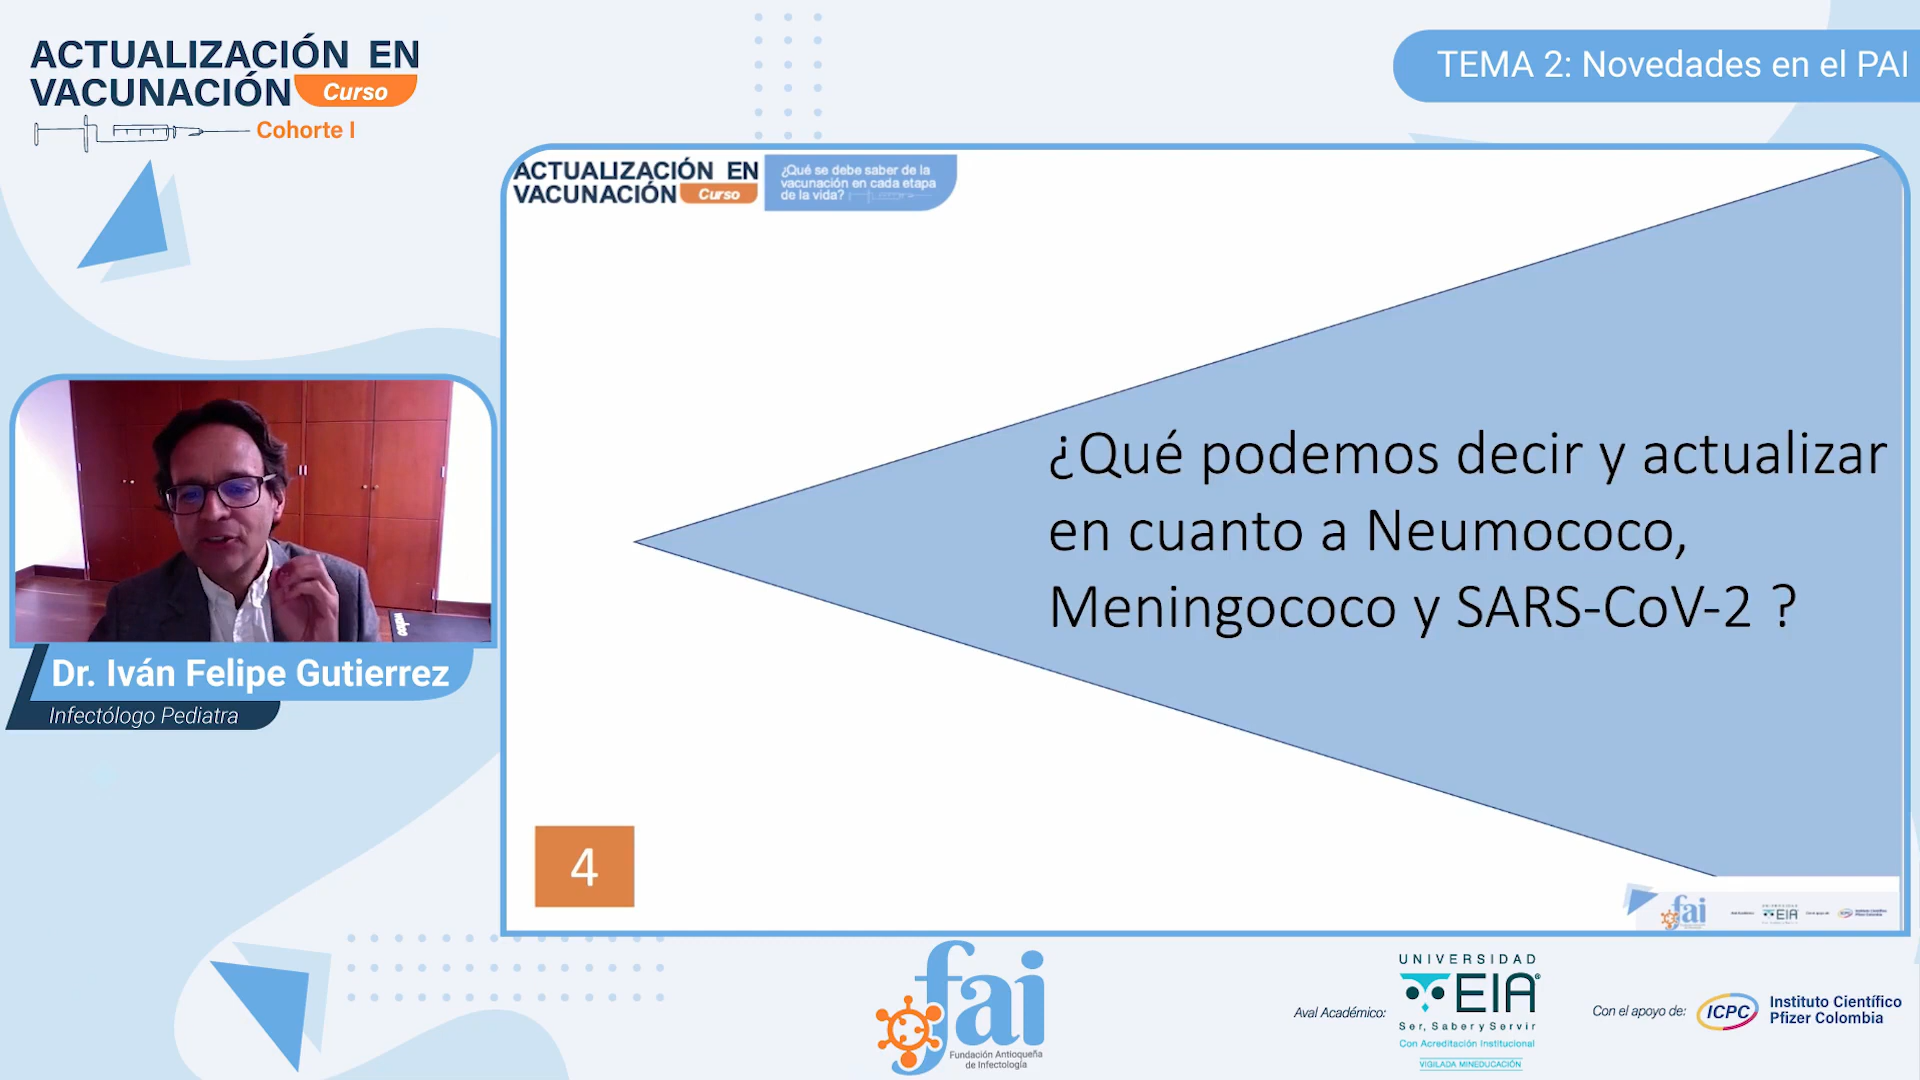 ACTUALIZACIÓN EN
VACUNACIÓN Curso
Cohorte I
TEMA 2: Novedades en el PAI
ACTUALIZACIÓN EN
VACUNACIÓN Curso
¿Qué se debe saber de la
vacunación en cada etapa
de la vida?
¿Qué podemos decir y actualizar
en cuanto a Neumococo,
Meningococo y SARS-CoV-2 ?
Dr. Iván Felipe Gutierrez
Infectólogo Pediatra
4
fai
EIA
fai
Fundación Antioqueña
de Infectología
Aval Académico:
UNIVERSIDAD
EIA
Ser, Saber y Servir
Con Acreditación Institucional
VIGILADA MINEDUCACIÓN
Con el apoyo de:
ICPC
Instituto Científico
Pfizer Colombia